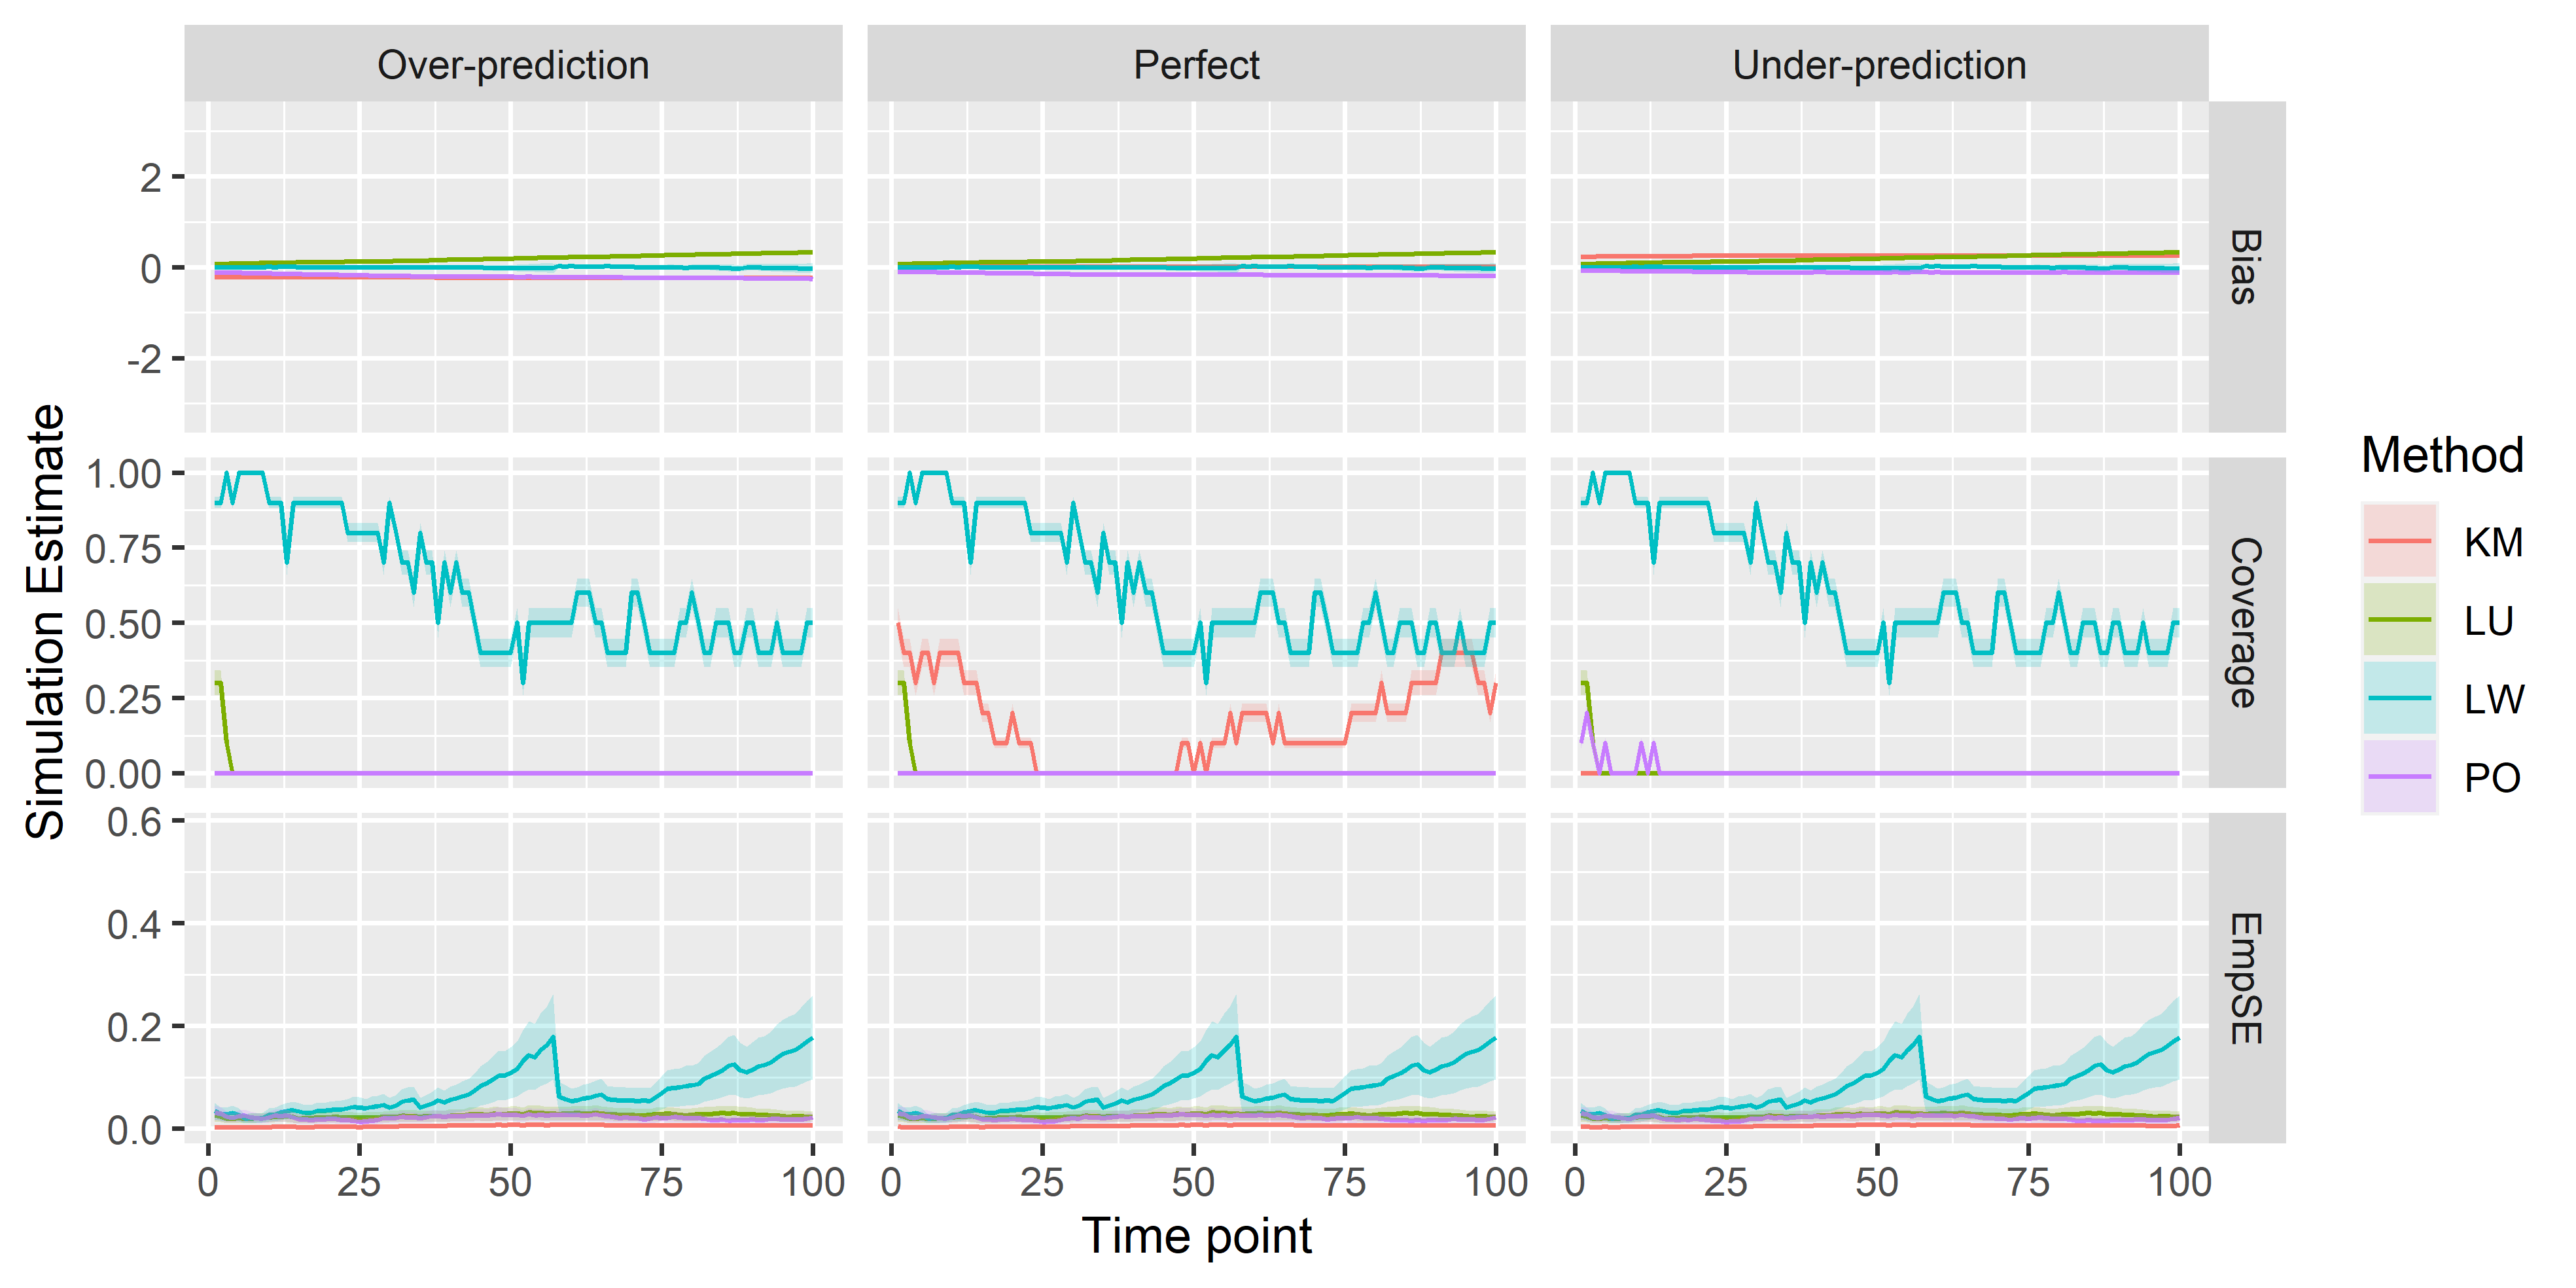 Over-prediction Perfect Under-prediction
2
0
-2
Bias
1.00
0.75
0.50
0.25
0.00
Coverage
0.6
0.4
0.2
0.0
EmpSE
0 25 50 75 100 0 25 50 75 100 0 25 50 75 100
Time point
Simulation Estimate
Method
KM
LU
LW
PO